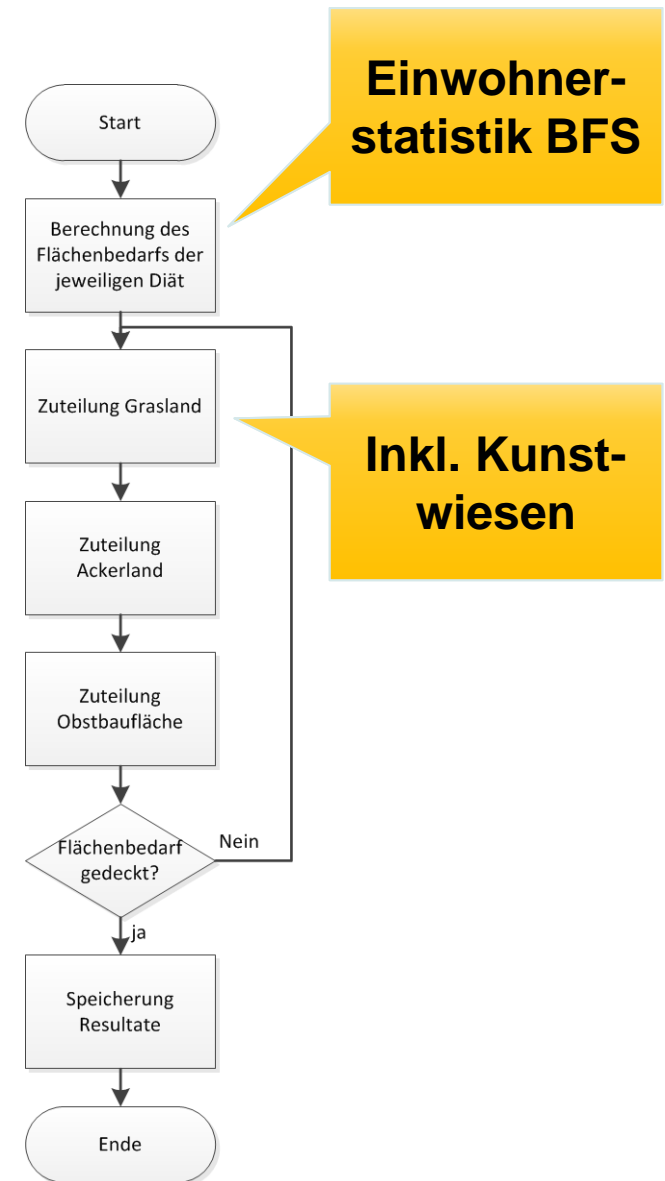 Einwohner-
statistik BFS
Start
Berechnung des
Flächenbedarfs der
jeweiligen Diät
Zuteilung Grasland
Inkl. Kunst-
wiesen
Zuteilung
Ackerland
Zuteilung
Obstbaufläche
Flächenbedarf
gedeckt?
Nein
ja
Speicherung
Resultate
Ende